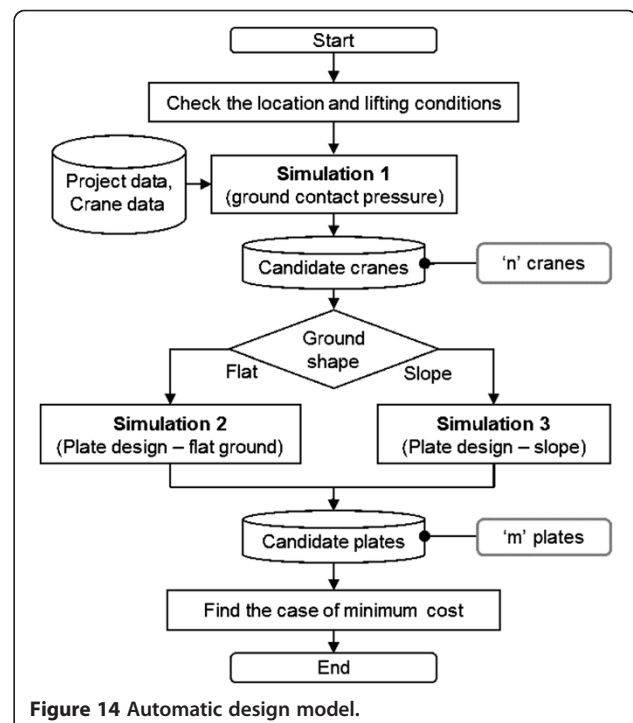 Start
Check the location and lifting conditions
Project data,
Crane data
Simulation 1
(ground contact pressure)
Candidate cranes
'n' cranes
Ground
shape
Flat
Slope
Simulation 2
(Plate design – flat ground)
Simulation 3
(Plate design – slope)
Candidate plates
'm' plates
Find the case of minimum cost
End
Figure 14 Automatic design model.